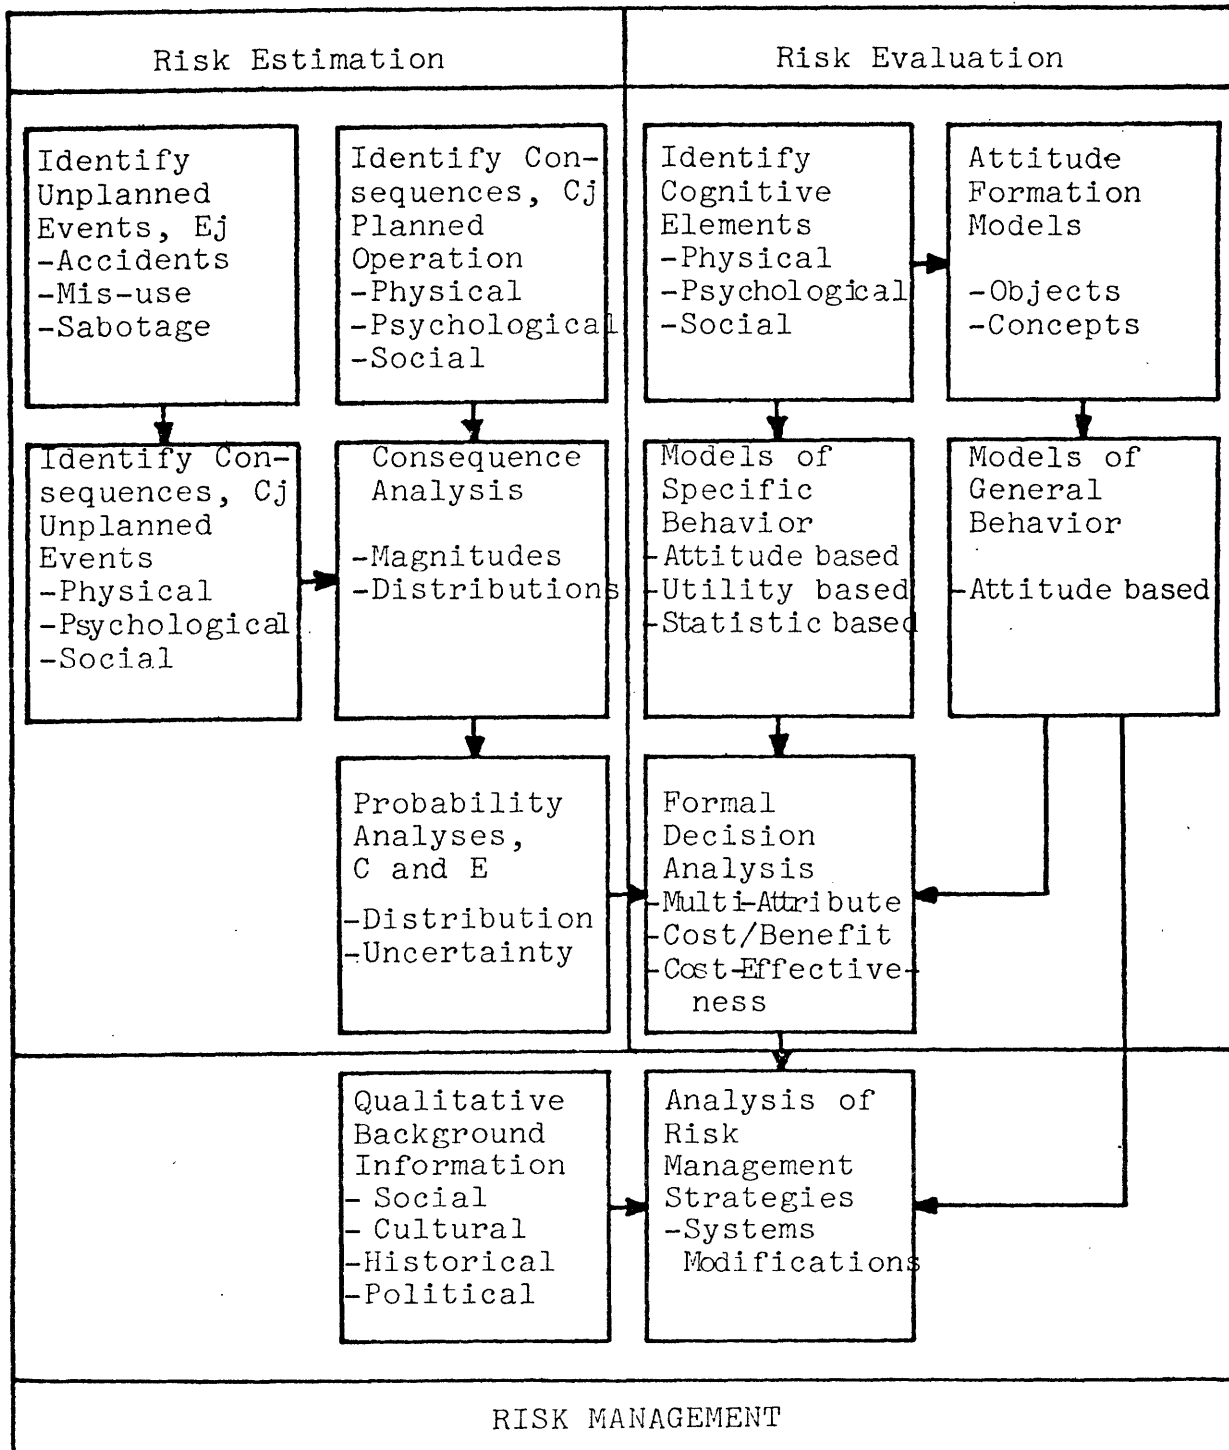 Risk Estimation
Risk Evaluation
Identify
Unplanned
Events, Ej
-Accidents
-Mis-use
-Sabotage
Identify Con-
sequences, Cj
Planned
Operation
-Physical
-Psychological
-Social
Identify
Cognitive
Elements
-Physical
-Psychological
-Social
Attitude
Formation
Models
-Objects
-Concepts
Identify Con-
sequences, Cj
Unplanned
Events
-Physical
-Psychological
-Social
Consequence
Analysis
-Magnitudes
-Distributions
Models of
Specific
Behavior
-Attitude based
-Utility based
-Statistic based
Models of
General
Behavior
-Attitude based
Probability
Analyses,
C and E
-Distribution
-Uncertainty
Formal
Decision
Analysis
-Multi-Attribute
-Cost/Benefit
-Cost-Effective-
ness
Qualitative
Background
Information
- Social
- Cultural
-Historical
-Political
Analysis of
Risk
Management
Strategies
-Systems
Modifications
RISK MANAGEMENT